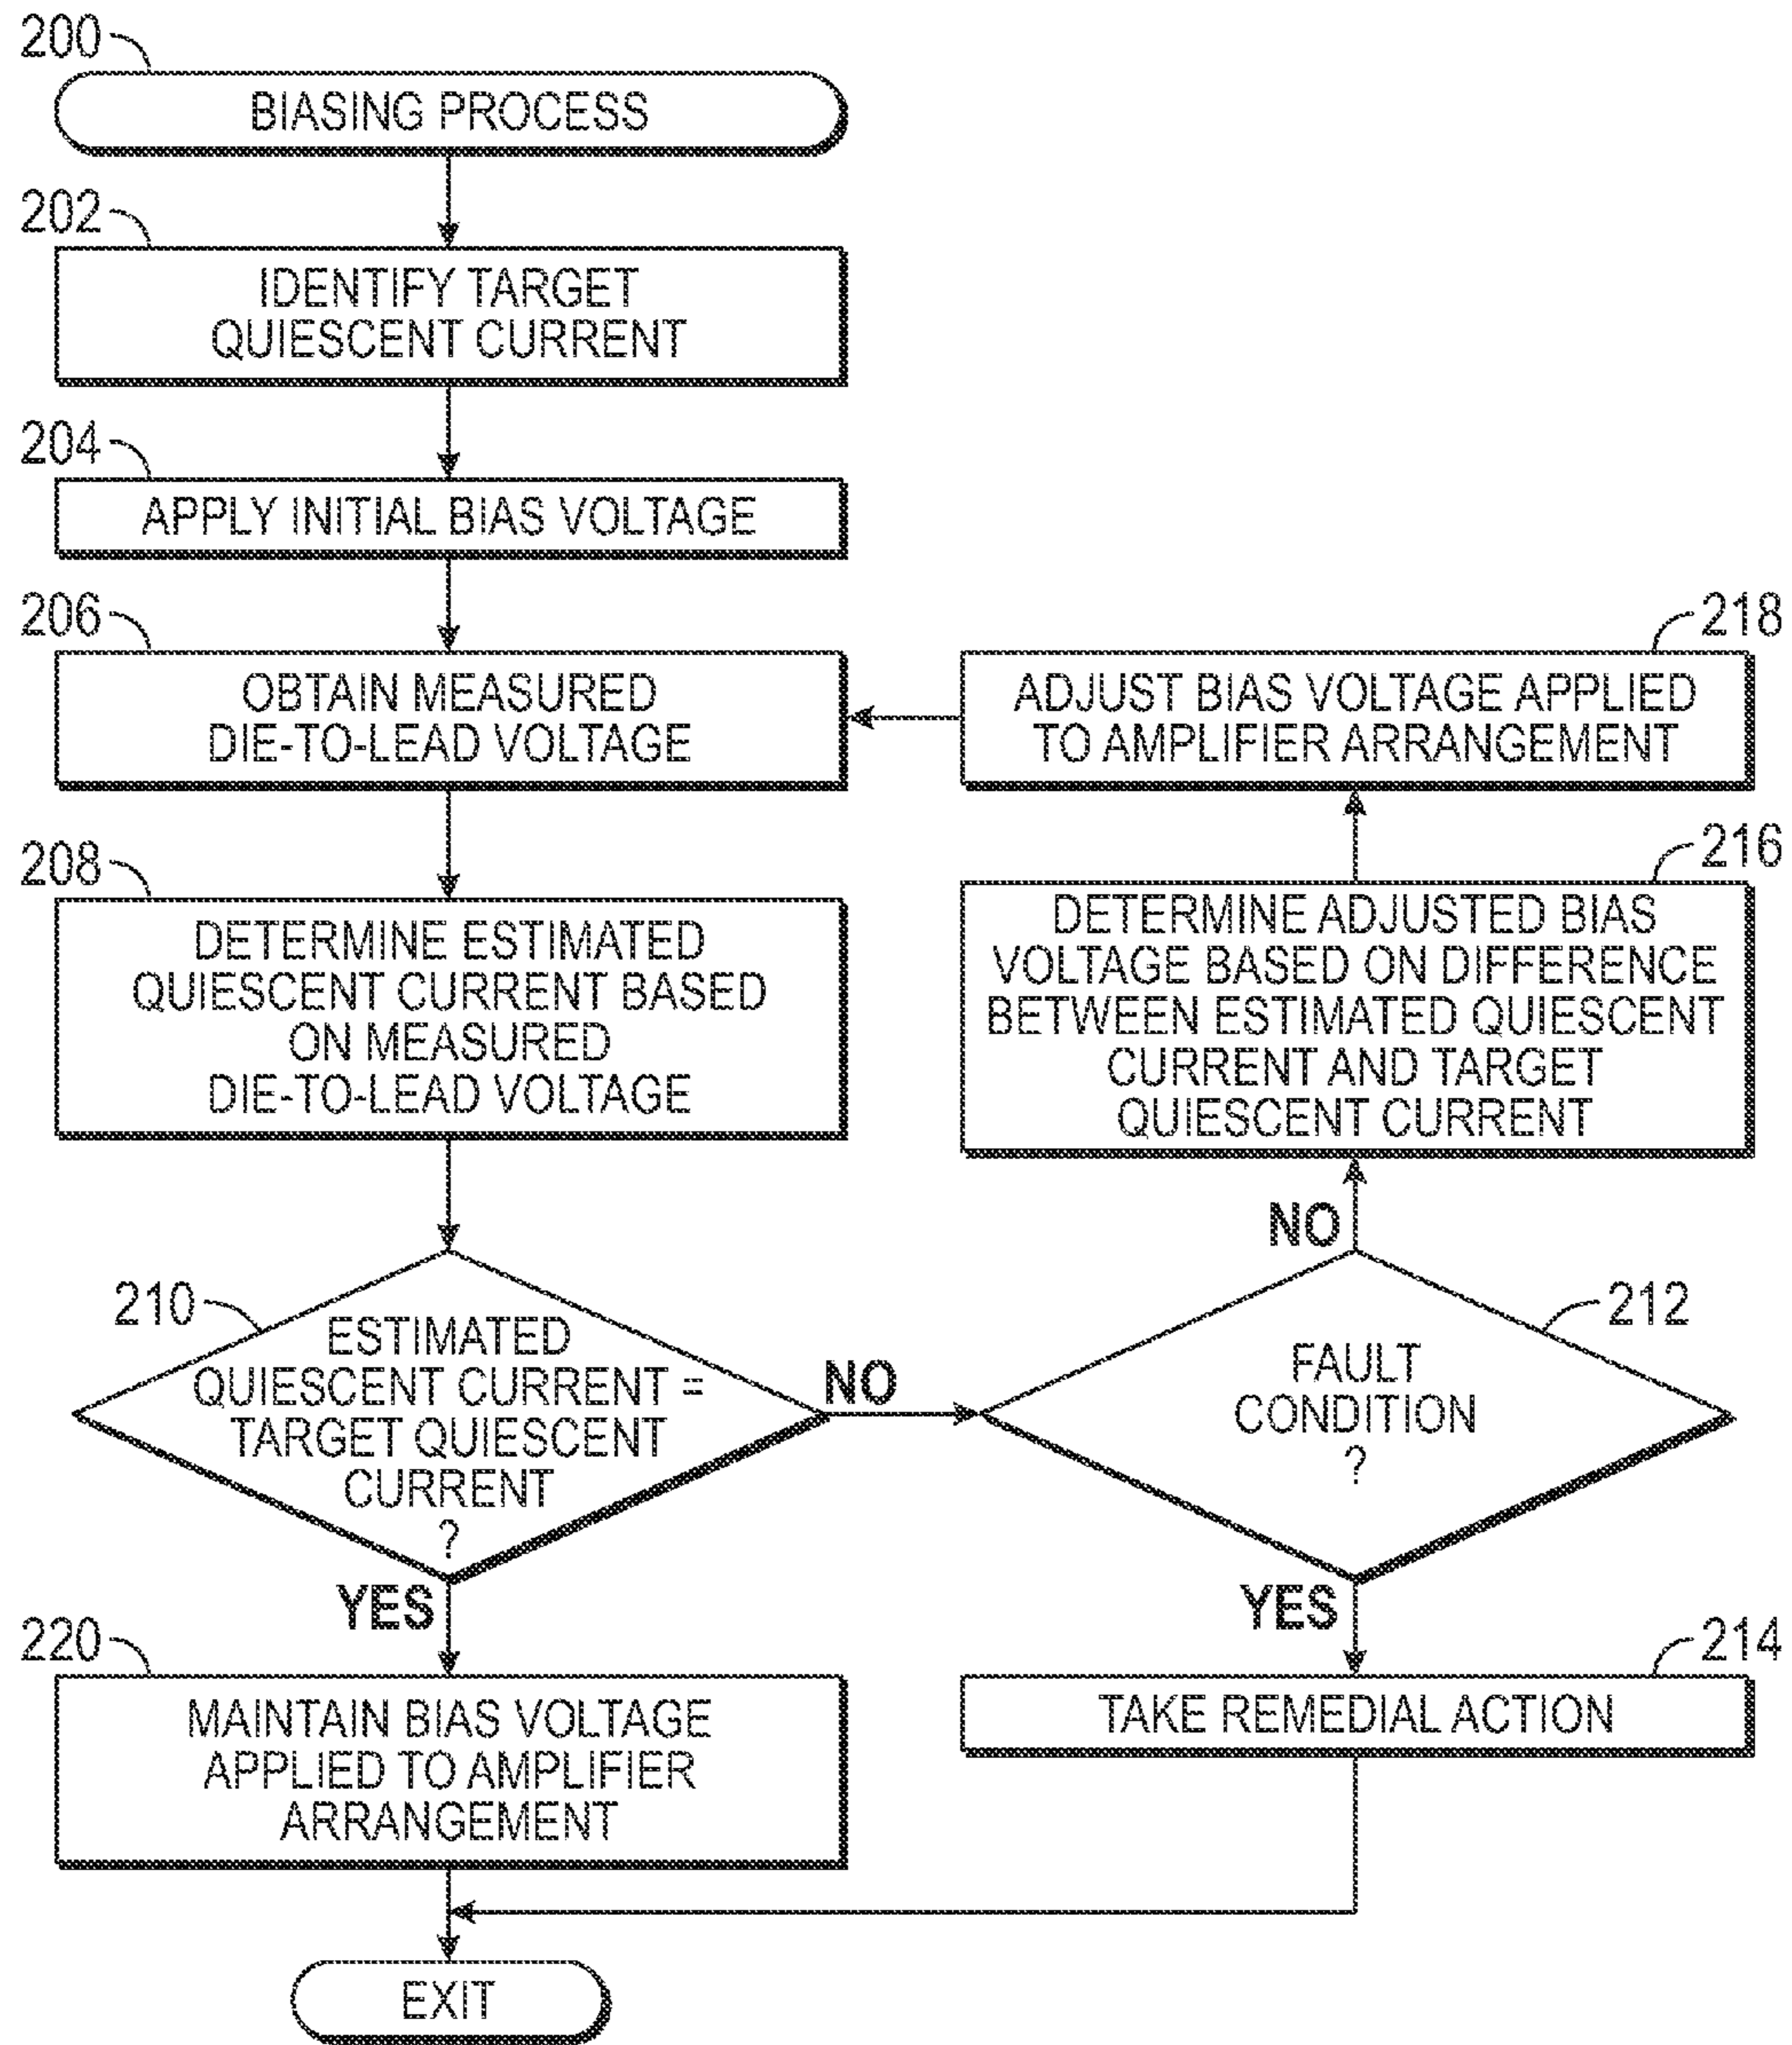 200
BIASING PROCESS
202
IDENTIFY TARGET
QUIESCENT CURRENT
204
APPLY INITIAL BIAS VOLTAGE
206
OBTAIN MEASURED
DIE-TO-LEAD VOLTAGE
218
ADJUST BIAS VOLTAGE APPLIED
TO AMPLIFIER ARRANGEMENT
208
DETERMINE ESTIMATED
QUIESCENT CURRENT BASED
ON MEASURED
DIE-TO-LEAD VOLTAGE
216
DETERMINE ADJUSTED BIAS
VOLTAGE BASED ON DIFFERENCE
BETWEEN ESTIMATED QUIESCENT
CURRENT AND TARGET
QUIESCENT CURRENT
210
ESTIMATED
QUIESCENT CURRENT =
TARGET QUIESCENT
CURRENT
?
NO
YES
212
FAULT
CONDITION
?
NO
YES
220
MAINTAIN BIAS VOLTAGE
APPLIED TO AMPLIFIER
ARRANGEMENT
214
TAKE REMEDIAL ACTION
EXIT